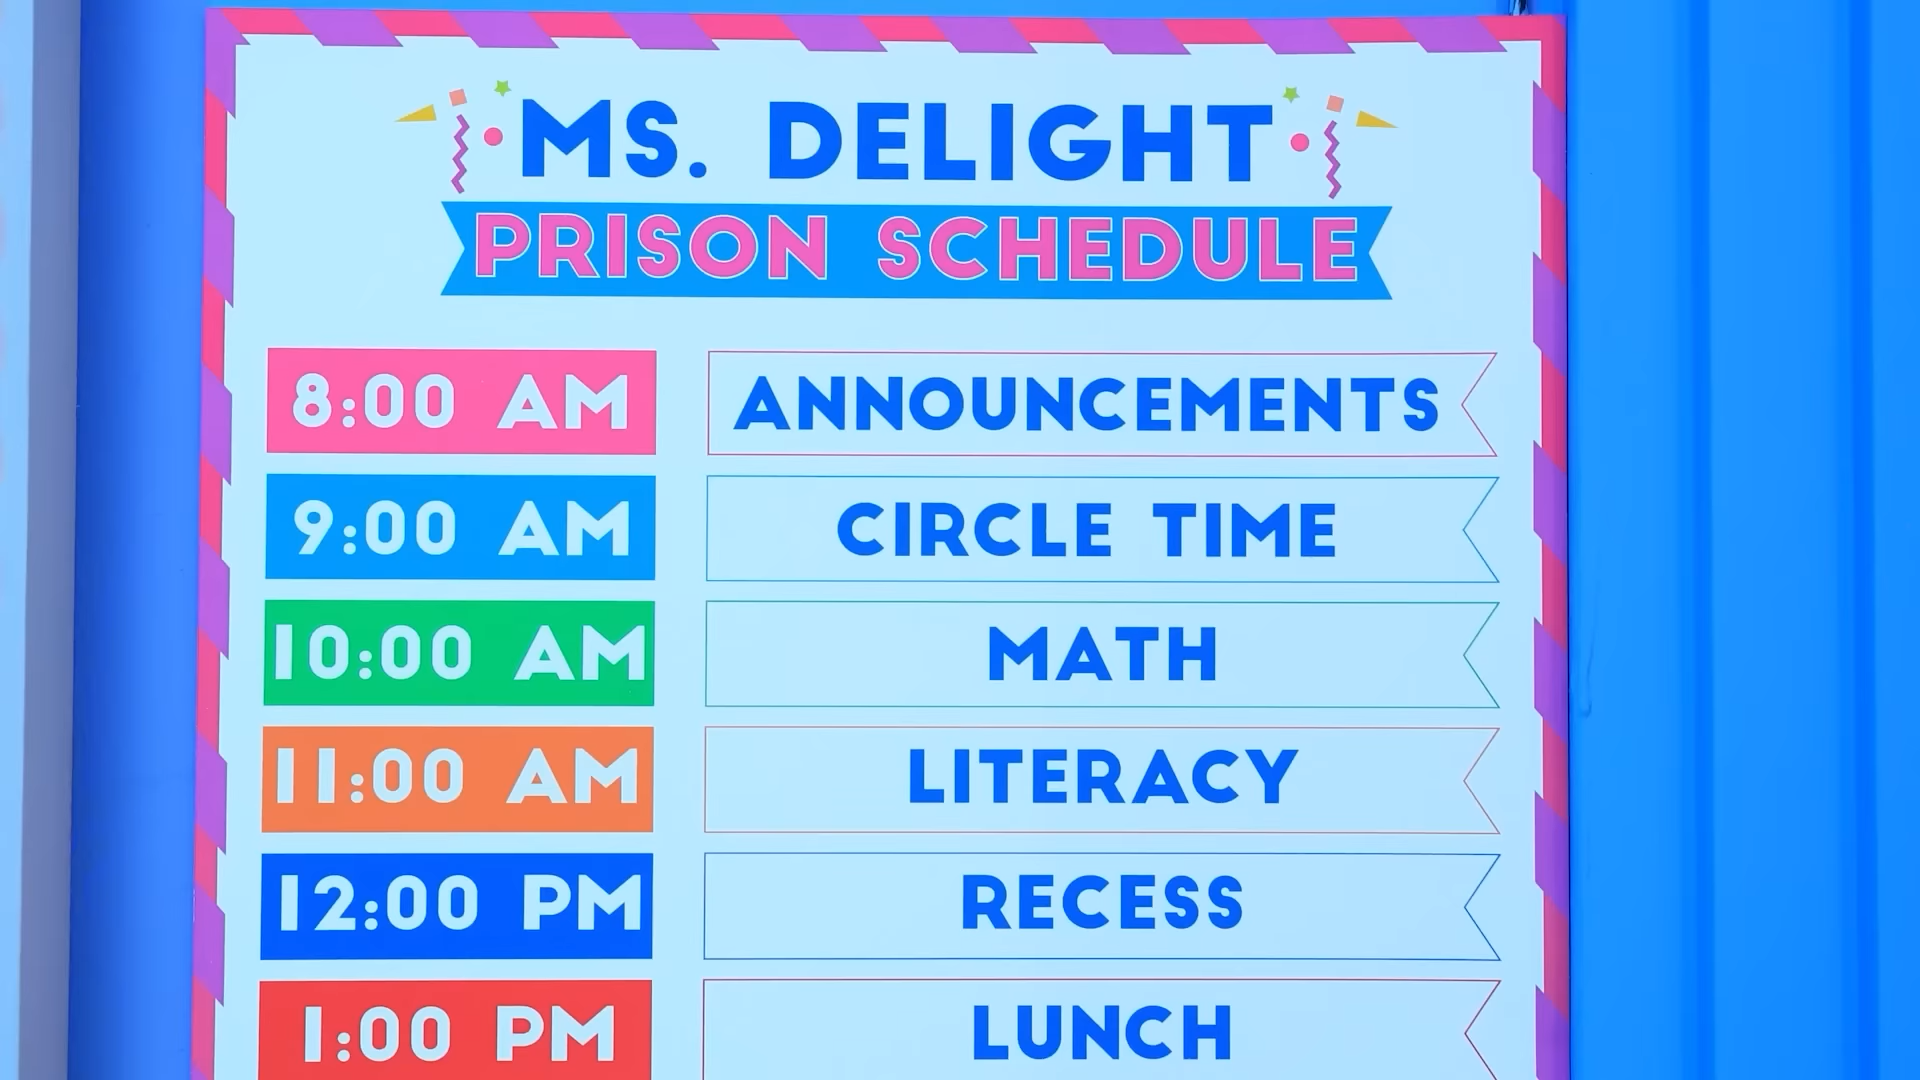 MS. DELIGHT
PRISON SCHEDULE
8:00 AM ANNOUNCEMENTS
9:00 AM CIRCLE TIME
10:00 AM MATH
11:00 AM LITERACY
12:00 PM RECESS
1:00 PM LUNCH